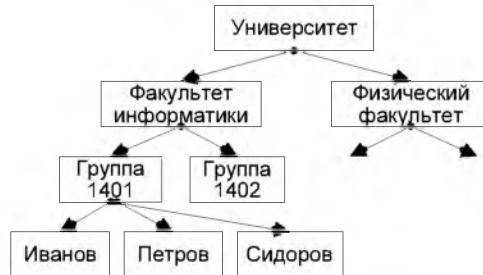 Университет
Факультет
информатики
Физический
факультет
Группа
1401
Группа
1402
Иванов
Петров
Сидоров